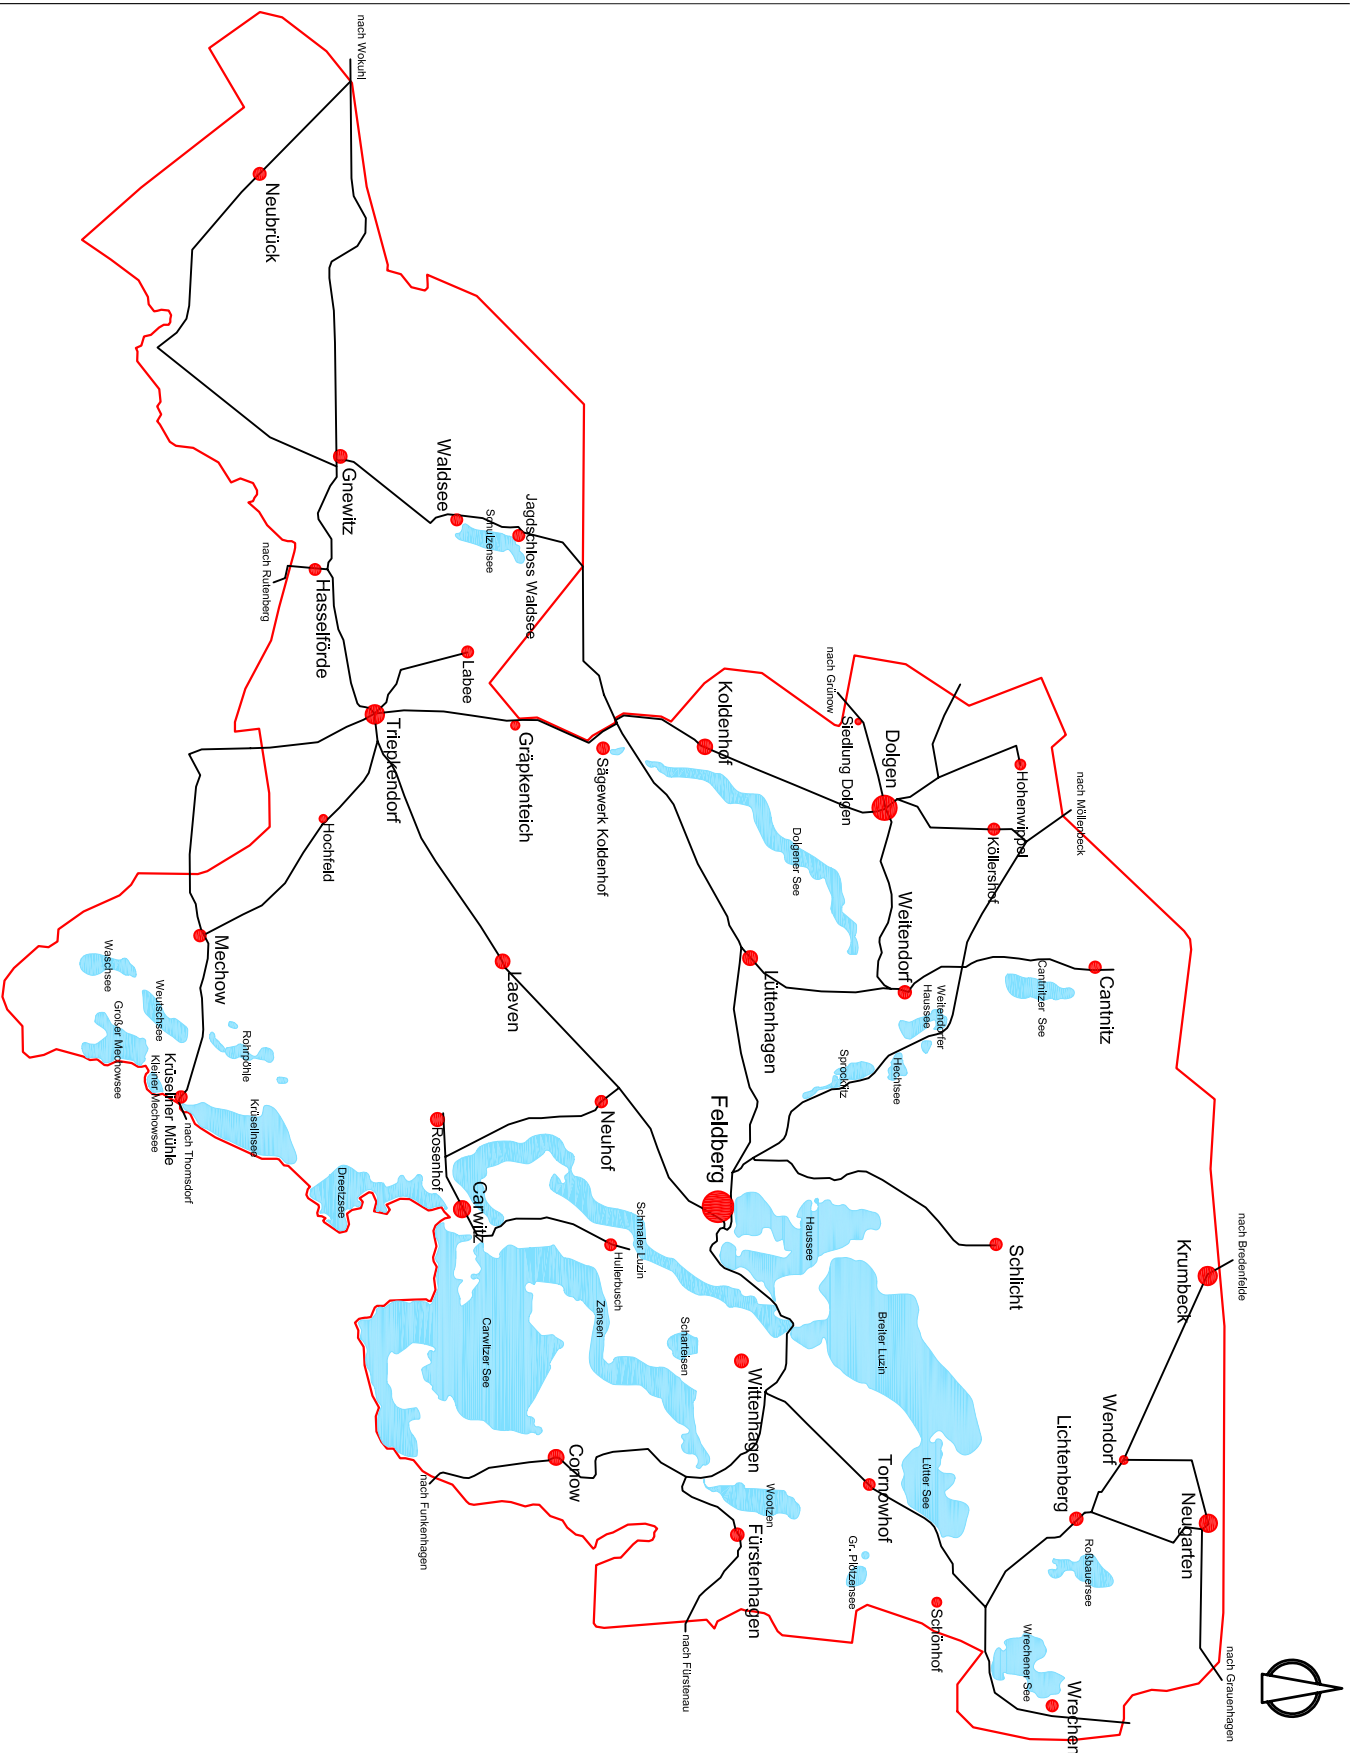 nach Wokuhl
Neubrück
Gnewitz
Waldsee
Schulzensee
Jagdschloss Waldsee
nach Rutenberg
Hasselförde
Labee
Triepkendorf
Gräpkenteich
Sägewerk Koldenhof
Koldenhof
nach Grünow
Siedlung Dolgen
Dolgen
Hohenwippel
nach Möllenbeck
Köllershof
Dolgener See
Hochfeld
Mechow
Laeven
Lüttenhagen
Weitendorf
Weitendorfer
Haussee
Cantnitzer See
Cantnitz
Waschsee
Weutschsee
Großer Mechowsee
Rohrpöhle
Krüseliner Mühle
Kleiner Mechowsee
Krüselinsee
nach Thomsdorf
Dreetzsee
Rosenhof
Neuhof
Carwitz
Feldberg
Sprockfitz
Hechtsee
Schmaler Luzin
Hullerbusch
Haussee
Schlicht
nach Bredenfelde
Krumbeck
Carwitzer See
Zansen
Scharteisen
Breiter Luzin
Wittenhagen
Wendorf
Lichtenberg
Conow
nach Funkenhagen
Wootzen
Tornowhof
Lütter See
Neugarten
Fürstenhagen
Gr. Plötzensee
Roßbauersee
Schönhof
nach Fürstenau
Wrechener See
Wrechen
nach Grauenhagen